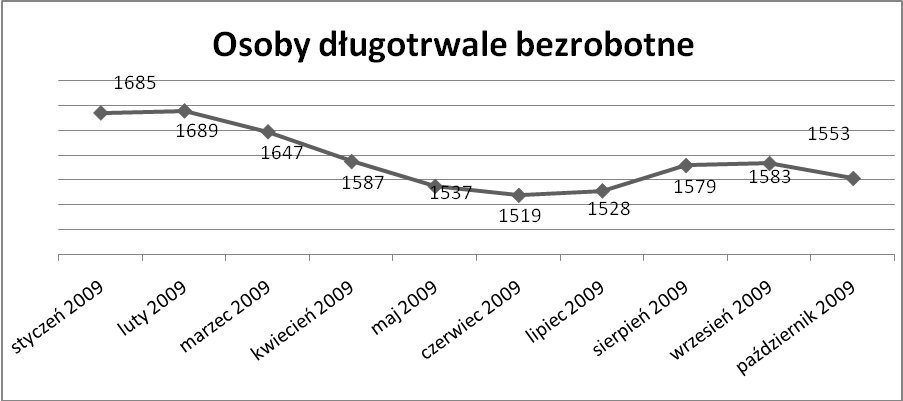 Osoby długotrwale bezrobotne
1685
1689
1647
1587
1537
1519
1528
1579
1583
1553
styczeń 2009
luty 2009
marzec 2009
kwiecień 2009
maj 2009
czerwiec 2009
lipiec 2009
sierpień 2009
wrzesień 2009
październik 2009